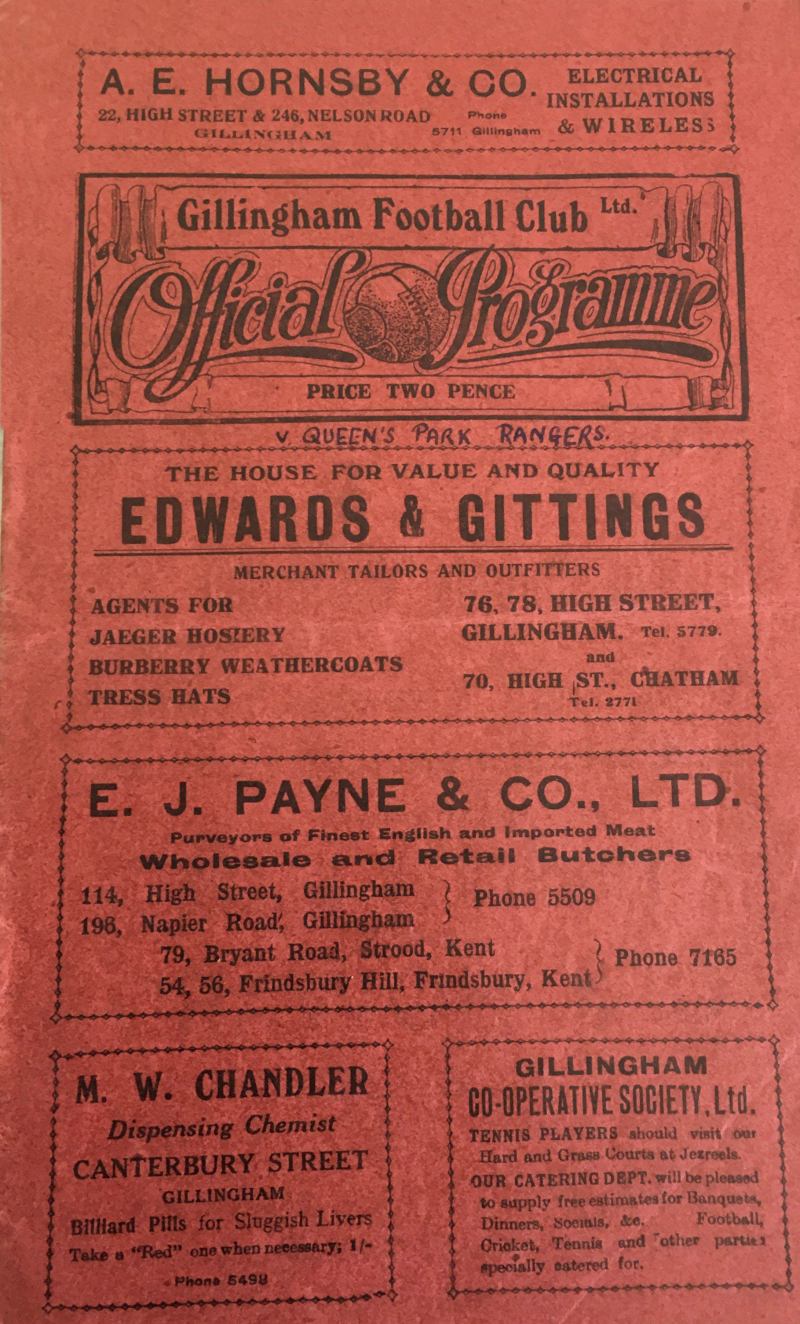 A. E. HORNSBY & CO.
22, HIGH STREET & 246, NELSON ROAD
GILLINGHAM
Phone
5711 Gillingham
ELECTRICAL
INSTALLATIONS
& WIRELESS
Gillingham Football Club Ltd.
Official Programme
PRICE TWO PENCE
v QUEEN'S PARK RANGERS.
THE HOUSE FOR VALUE AND QUALITY
EDWARDS & GITTINGS
MERCHANT TAILORS AND OUTFITTERS
AGENTS FOR
JAEGER HOSIERY
BURBERRY WEATHERCOATS
TRESS HATS
76, 78, HIGH STREET,
GILLINGHAM. Tel. 5779.
and
70, HIGH ST., CHATHAM
Tel. 2771
E. J. PAYNE & CO., LTD.
Purveyors of Finest English and Imported Meat
Wholesale and Retail Butchers
114, High Street, Gillingham } Phone 5509
196, Napier Road, Gillingham
79, Bryant Road, Strood, Kent } Phone 7165
54, 56, Frindsbury Hill, Frindsbury, Kent
M. W. CHANDLER
Dispensing Chemist
CANTERBURY STREET
GILLINGHAM
Billiard Pills for Sluggish Livers
Take a "Red" one when necessary; 1/-
Phone 5498
GILLINGHAM
CO-OPERATIVE SOCIETY, Ltd.
TENNIS PLAYERS should visit our
Hard and Grass Courts at Jezreels.
OUR CATERING DEPT. will be pleased
to supply free estimates for Banquets,
Dinners, Socials, &c. Football,
Cricket, Tennis and other parties
specially catered for.